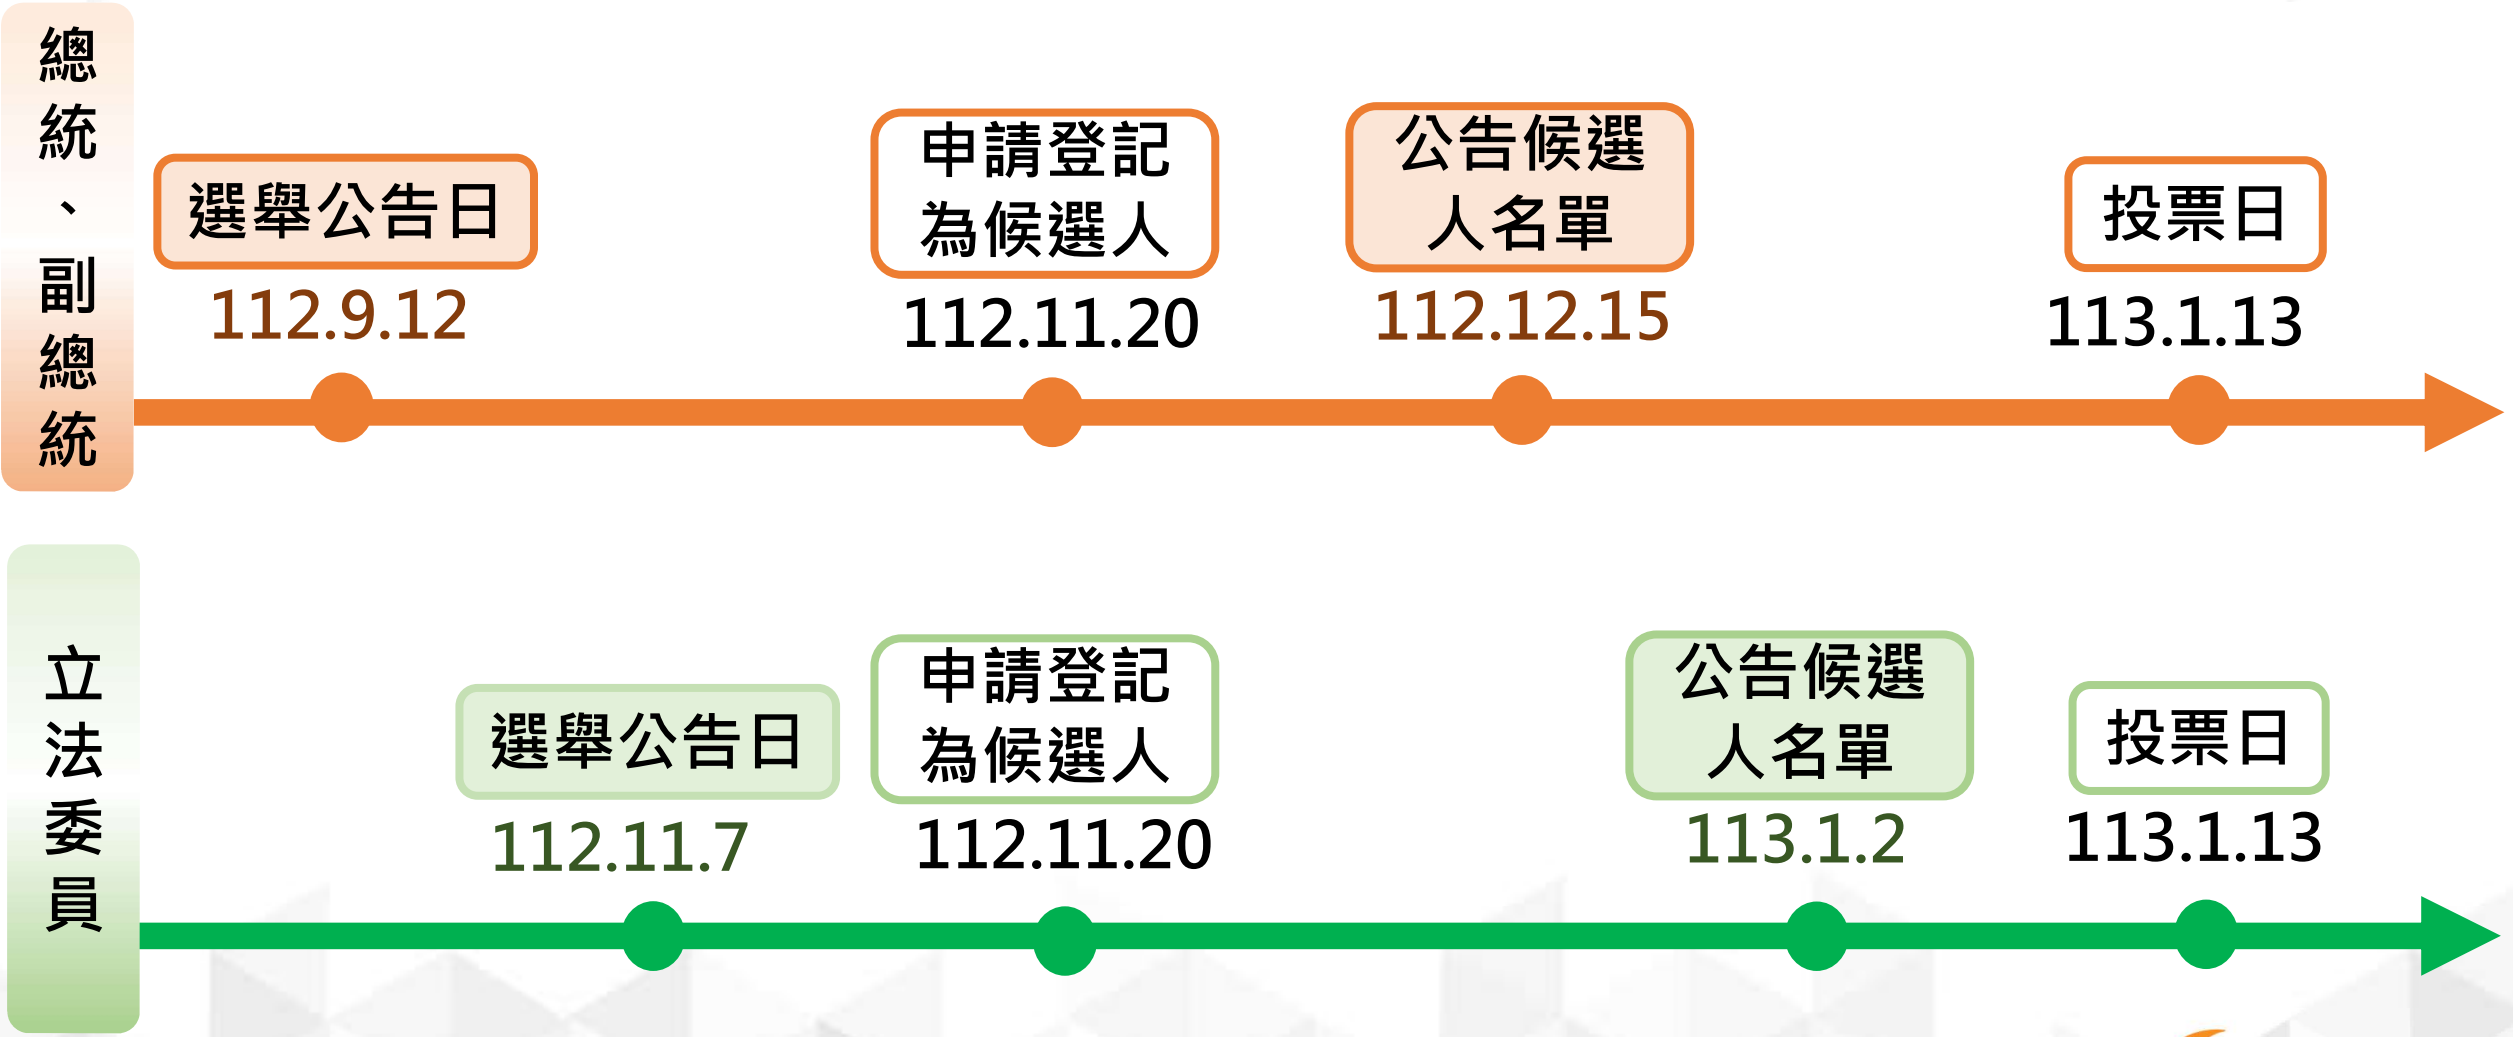 總統、副總統
選舉公告日
112.9.12
申請登記
為候選人
112.11.20
公告候選
人名單
112.12.15
投票日
113.1.13
立法委員
選舉公告日
112.11.7
申請登記
為候選人
112.11.20
公告候選
人名單
113.1.2
投票日
113.1.13